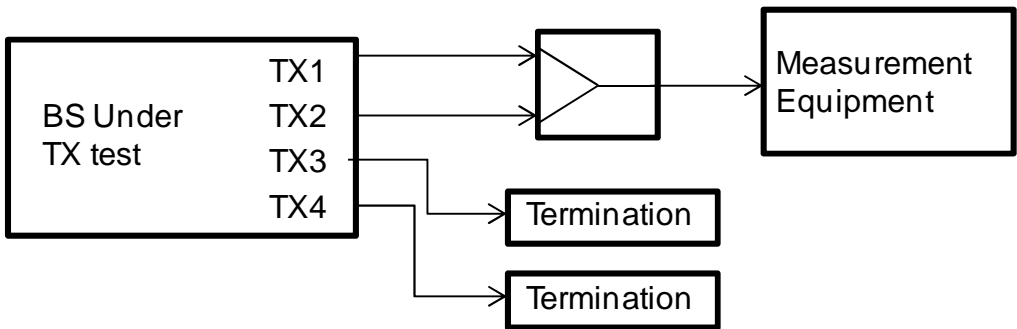 BS Under
TX test
TX1
TX2
TX3
TX4
Measurement
Equipment
Termination
Termination